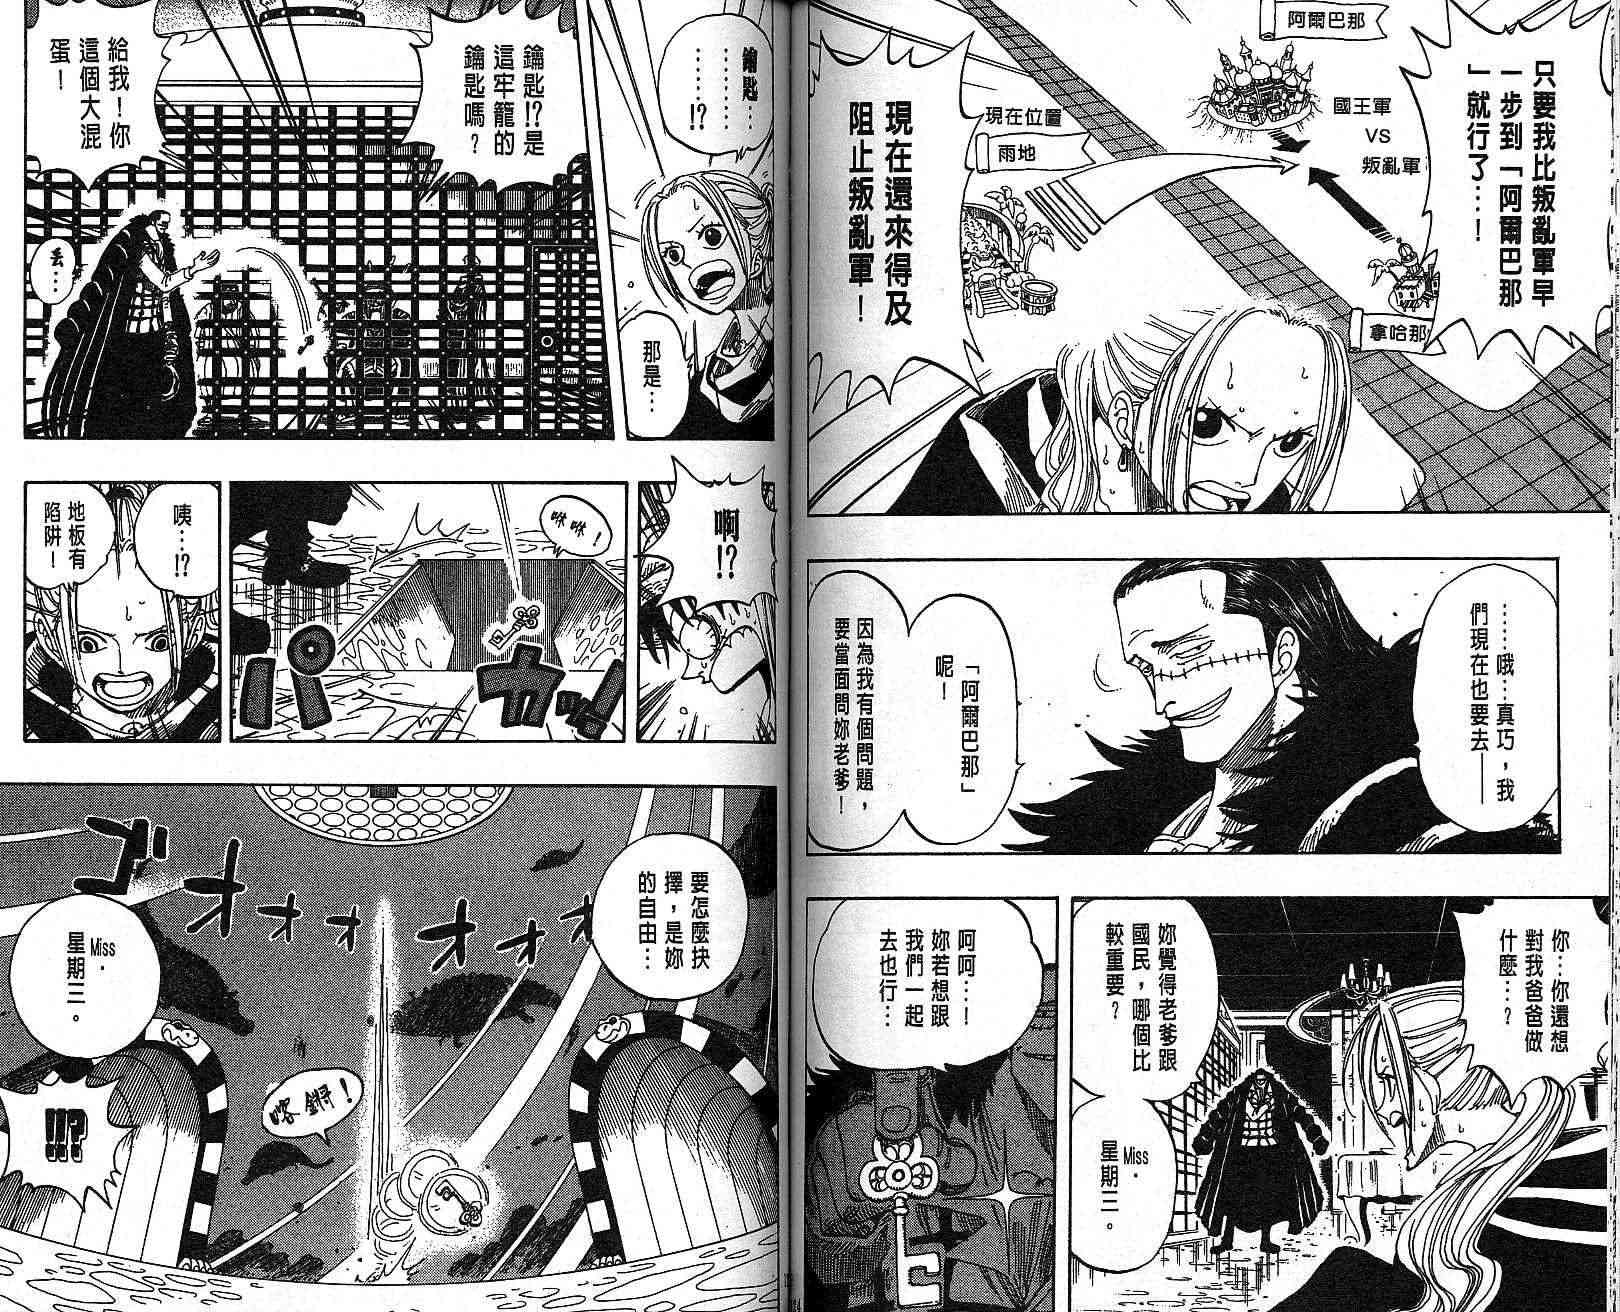 只要我比叛亂軍早
一步到「阿爾巴那
」就行了…！
阿爾巴那
國王軍
VS
叛亂軍
現在位置
雨地
拿哈那
現在還來得及
阻止叛亂軍！
……哦…真巧，我
們現在也要去——
「阿爾巴那」
呢！
因為我有個問題，
要當面問妳老爹！
你…你還想
對我爸爸做
什麼…？
妳覺得老爹跟
國民，哪個比
較重要？
Miss．
星期三。
呵呵…！
妳若想跟
我們一起
去也行…
鑰匙…
………
………!?
那是…
鑰匙!?是
這牢籠的
鑰匙嗎？
給我！你
這個大混
蛋！
丟…
啊!?
咻咻！
パカッ
咦…!?
地板有
陷阱！
要怎麼抉
擇，是妳
的自由…
Miss．
星期三。
ゴオオオオ
喀鏘！
!!?